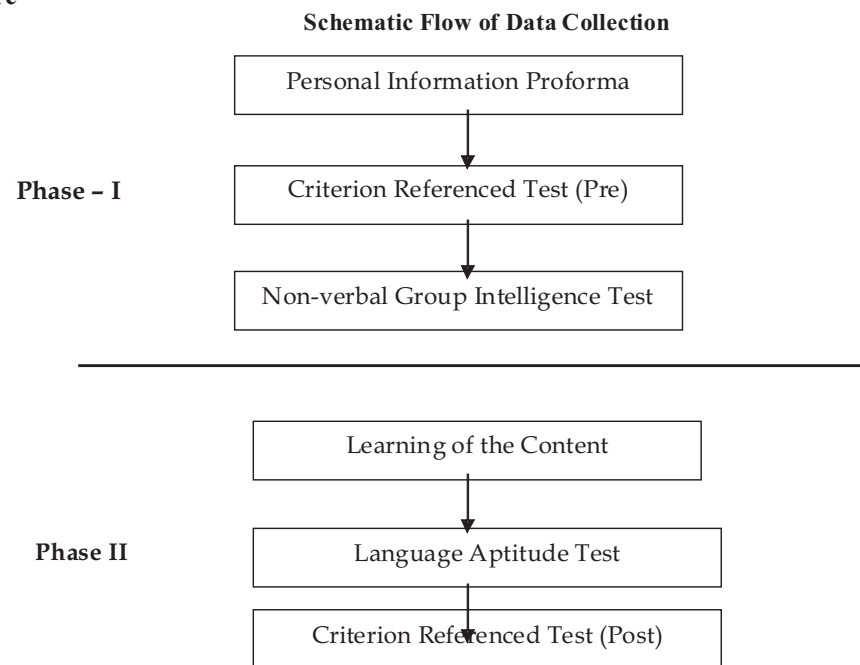 Schematic Flow of Data Collection
Personal Information Proforma
Phase – I
Criterion Referenced Test (Pre)
Non-verbal Group Intelligence Test
Learning of the Content
Phase II
Language Aptitude Test
Criterion Referenced Test (Post)